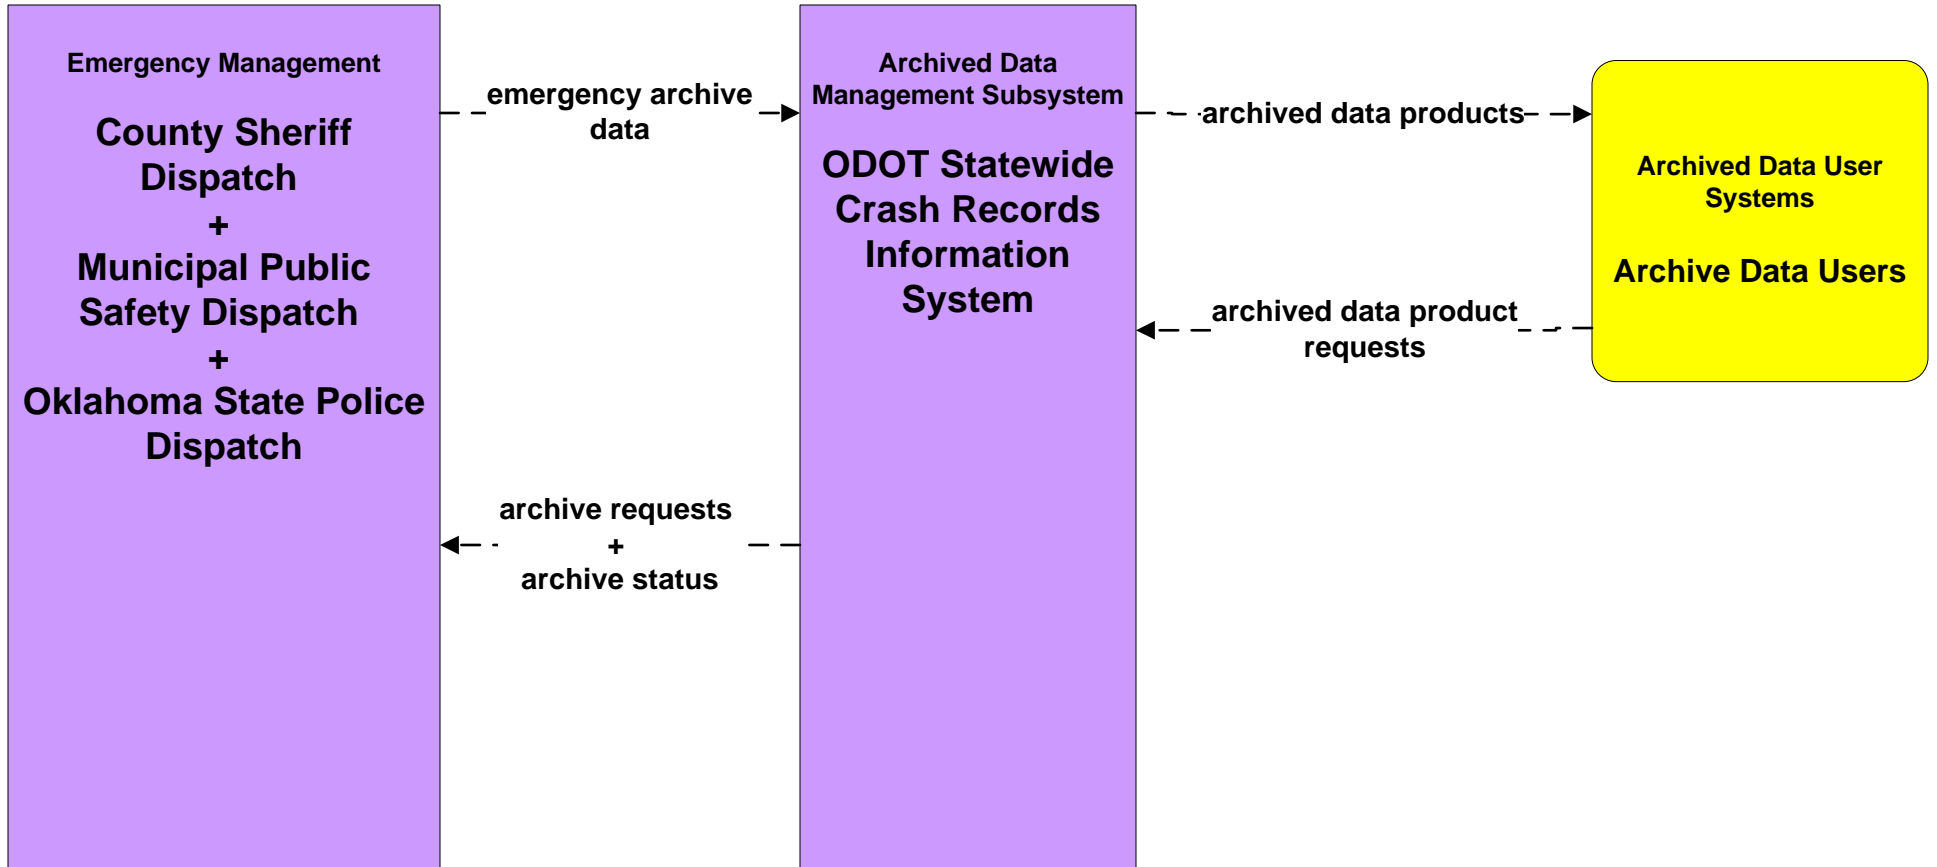 Emergency Management
County Sheriff
Dispatch
+
Municipal Public
Safety Dispatch
+
Oklahoma State Police
Dispatch
emergency archive
data
archive requests
+
archive status
Archived Data
Management Subsystem
ODOT Statewide
Crash Records
Information
System
archived data products
archived data product
requests
Archived Data User
Systems
Archive Data Users